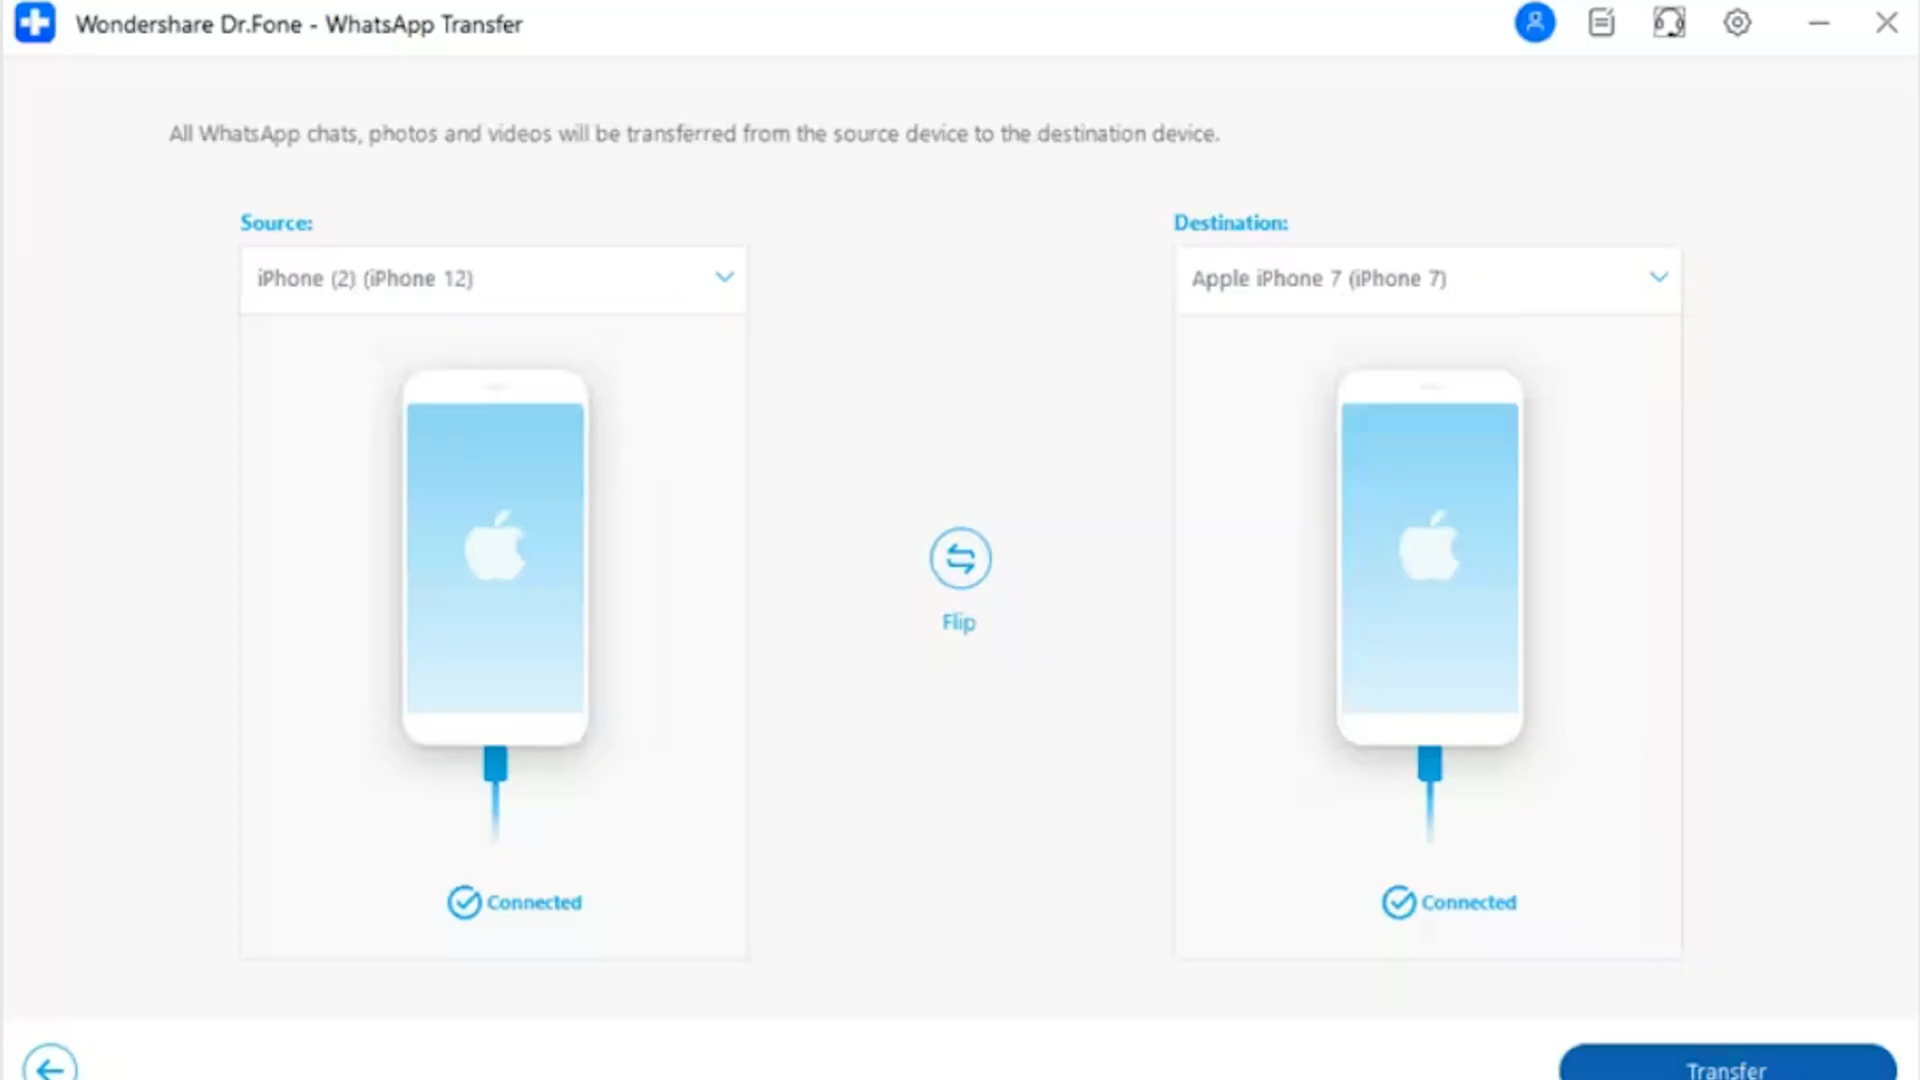 Wondershare Dr.Fone - WhatsApp Transfer
All WhatsApp chats, photos and videos will be transferred from the source device to the destination device.
Source:
Destination:
iPhone (2) (iPhone 12)
Apple iPhone 7 (iPhone 7)
Flip
Connected
Connected
Transfer